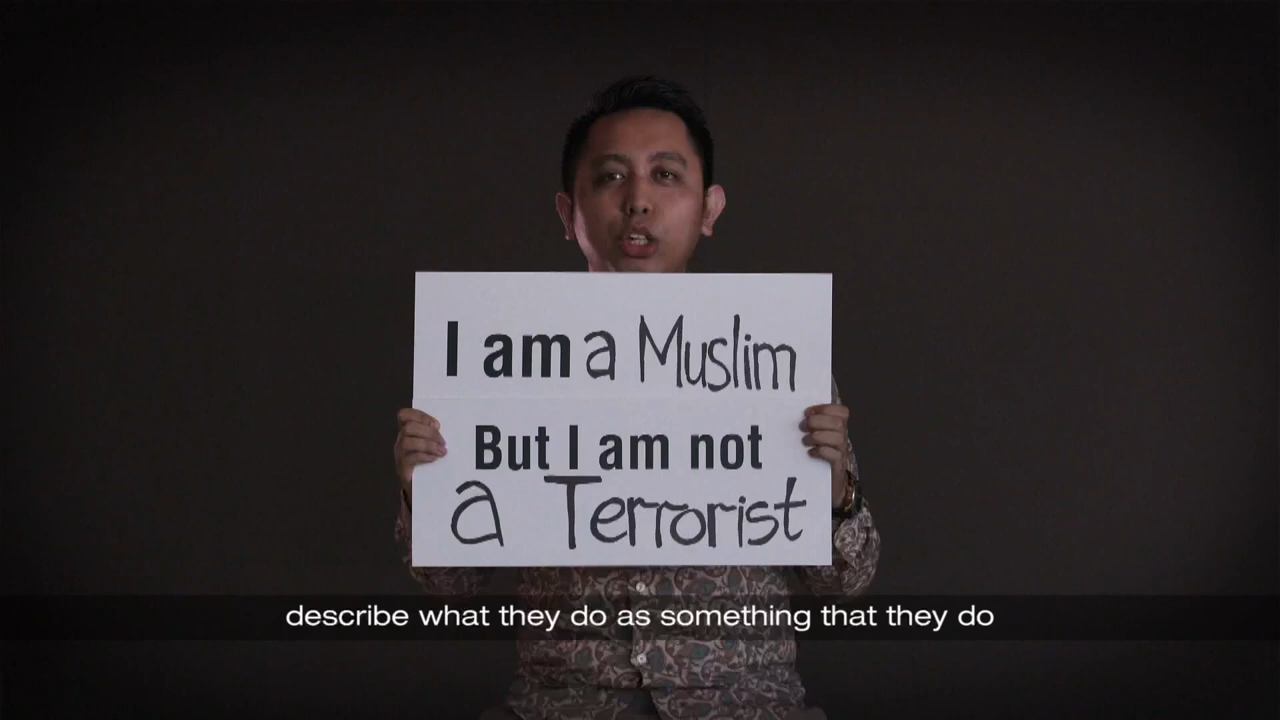 I am a Muslim
But I am not
a Terrorist
describe what they do as something that they do